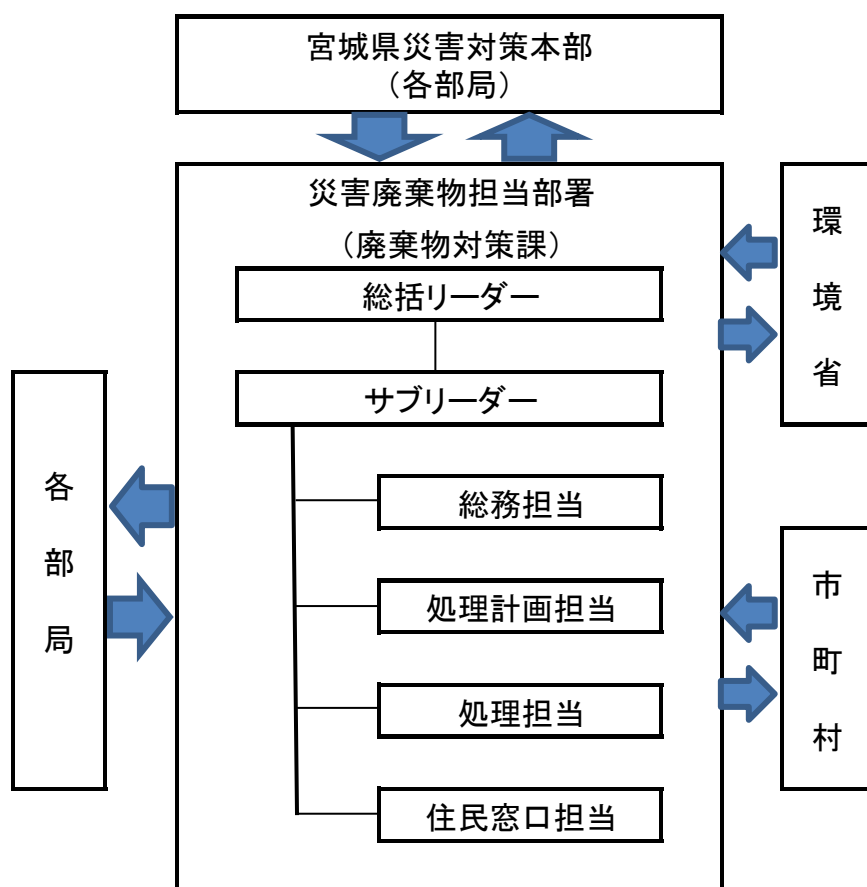 宮城県災害対策本部
（各部局）
災害廃棄物担当部署
（廃棄物対策課）
総括リーダー
サブリーダー
総務担当
処理計画担当
処理担当
住民窓口担当
各部局
環境省
市町村